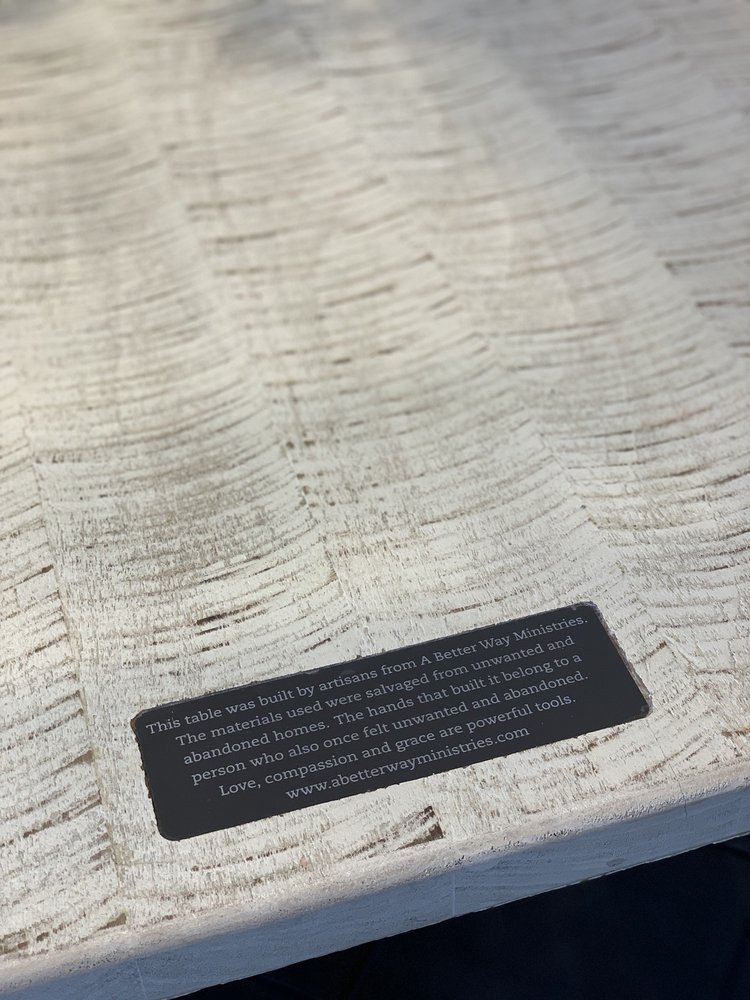 This table was built by artisans from A Better Way Ministries.
The materials used were salvaged from unwanted and
abandoned homes. The hands that built it belong to a
person who also once felt unwanted and abandoned.
Love, compassion and grace are powerful tools.
www.abetterwayministries.com